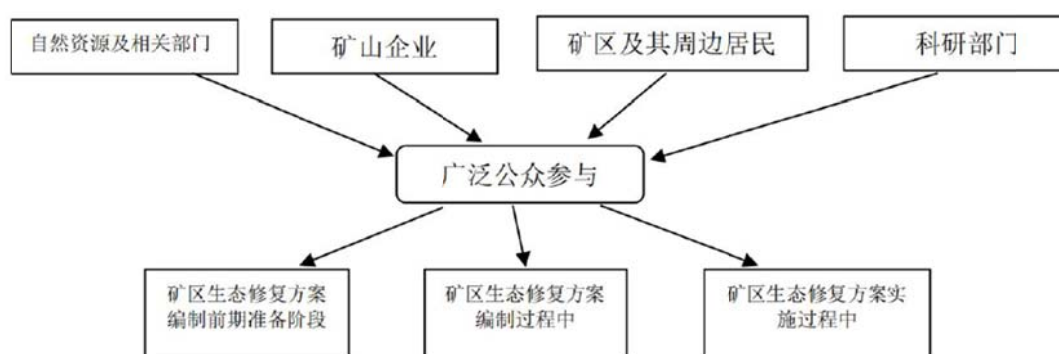 自然资源及相关部门
矿山企业
矿区及其周边居民
科研部门
广泛公众参与
矿区生态修复方案
编制前期准备阶段
矿区生态修复方案
编制过程中
矿区生态修复方案实
施过程中